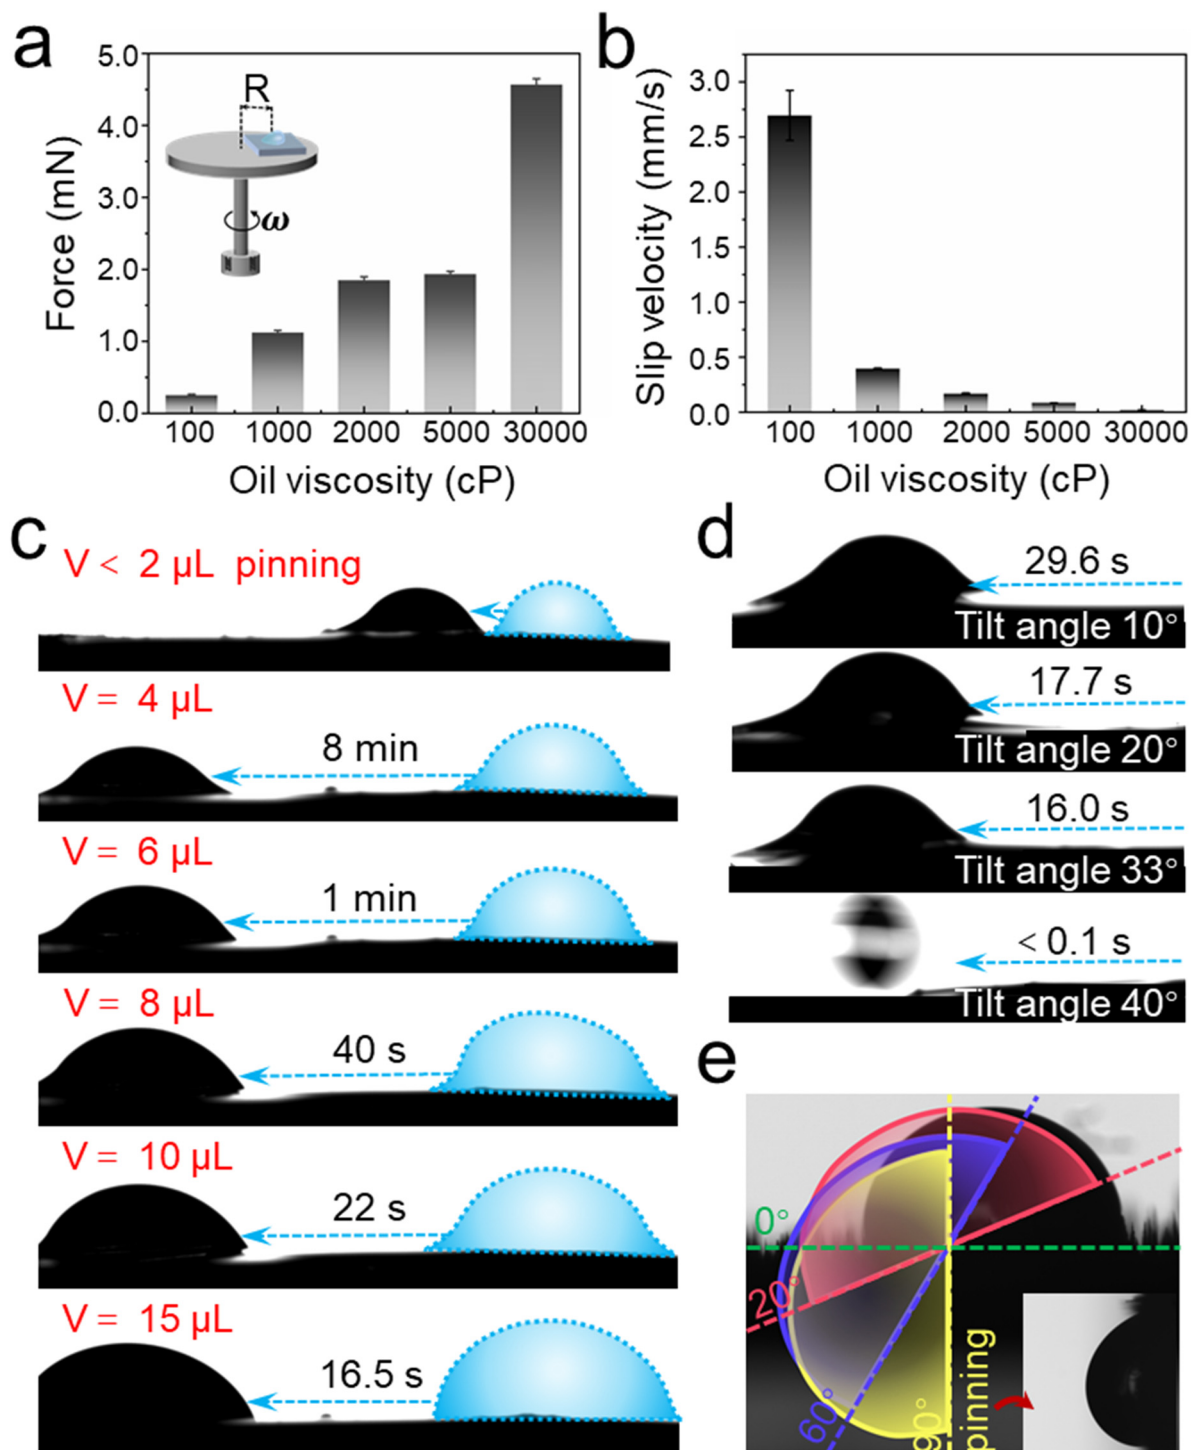 a
5.0
4.0
3.0
2.0
1.0
0.0
Force (mN)
R
ω
100 1000 2000 5000 30000
Oil viscosity (cP)
b
3.0
2.5
2.0
1.5
1.0
0.5
0.0
Slip velocity (mm/s)
100 1000 2000 5000 30000
Oil viscosity (cP)
c
V < 2 μL pinning
V = 4 μL
8 min
V = 6 μL
1 min
V = 8 μL
40 s
V = 10 μL
22 s
V = 15 μL
16.5 s
d
29.6 s
Tilt angle 10°
17.7 s
Tilt angle 20°
16.0 s
Tilt angle 33°
< 0.1 s
Tilt angle 40°
e
0°
20°
60°
90°
pinning